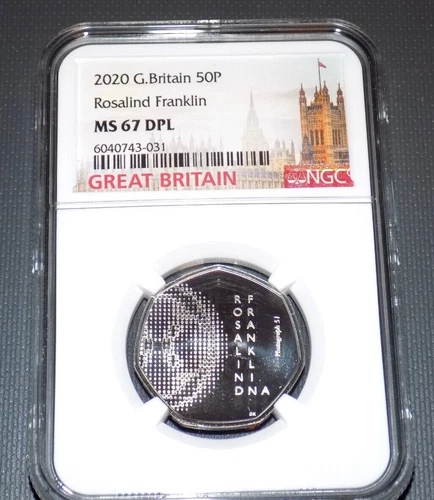 2020 G.Britain 50P
Rosalind Franklin
MS 67 DPL
6040743-031
GREAT BRITAIN
NGC
ROSALIND
FRANKLIN
A
Photograph 51